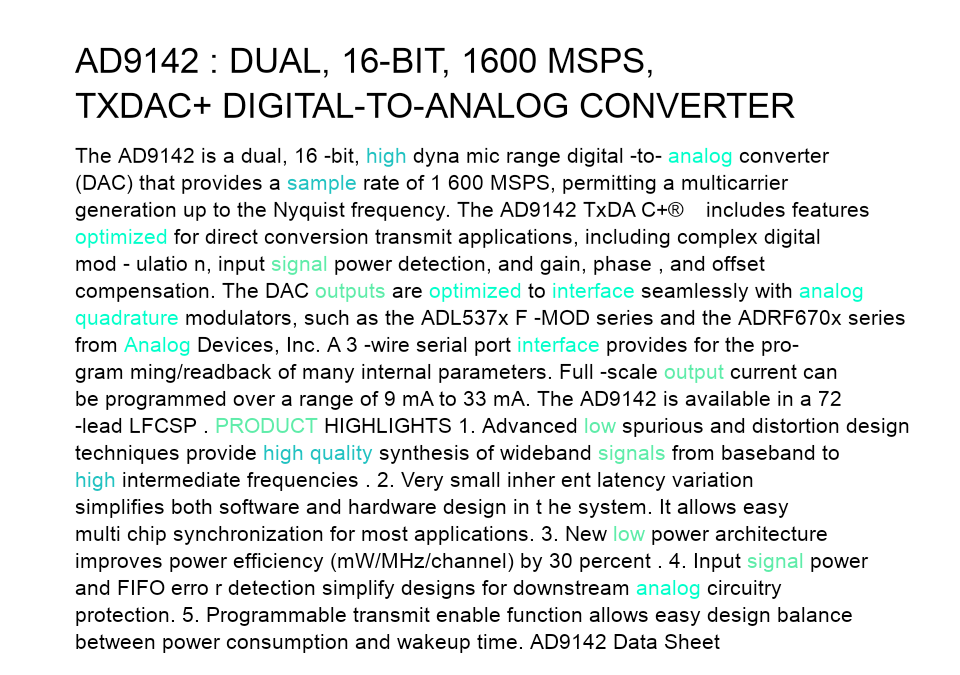 AD9142 : DUAL, 16-BIT, 1600 MSPS,
TXDAC+ DIGITAL-TO-ANALOG CONVERTER
The AD9142 is a dual, 16 -bit, high dyna mic range digital -to- analog converter
(DAC) that provides a sample rate of 1 600 MSPS, permitting a multicarrier
generation up to the Nyquist frequency. The AD9142 TxDA C+® includes features
optimized for direct conversion transmit applications, including complex digital
mod - ulatio n, input signal power detection, and gain, phase , and offset
compensation. The DAC outputs are optimized to interface seamlessly with analog
quadrature modulators, such as the ADL537x F -MOD series and the ADRF670x series
from Analog Devices, Inc. A 3 -wire serial port interface provides for the pro-
gram ming/readback of many internal parameters. Full -scale output current can
be programmed over a range of 9 mA to 33 mA. The AD9142 is available in a 72
-lead LFCSP . PRODUCT HIGHLIGHTS 1. Advanced low spurious and distortion design
techniques provide high quality synthesis of wideband signals from baseband to
high intermediate frequencies . 2. Very small inher ent latency variation
simplifies both software and hardware design in t he system. It allows easy
multi chip synchronization for most applications. 3. New low power architecture
improves power efficiency (mW/MHz/channel) by 30 percent . 4. Input signal power
and FIFO erro r detection simplify designs for downstream analog circuitry
protection. 5. Programmable transmit enable function allows easy design balance
between power consumption and wakeup time. AD9142 Data Sheet